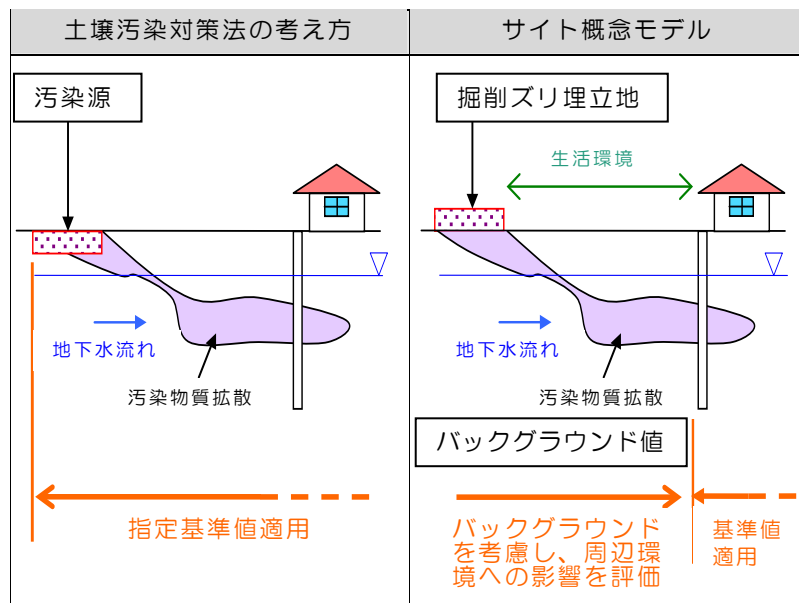 土壌汚染対策法の考え方
サイト概念モデル
汚染源
地下水流れ
汚染物質拡散
指定基準値適用
掘削ズリ埋立地
生活環境
地下水流れ
汚染物質拡散
バックグラウンド値
バックグラウンド
を考慮し、周辺環
境への影響を評価
基準値
適用